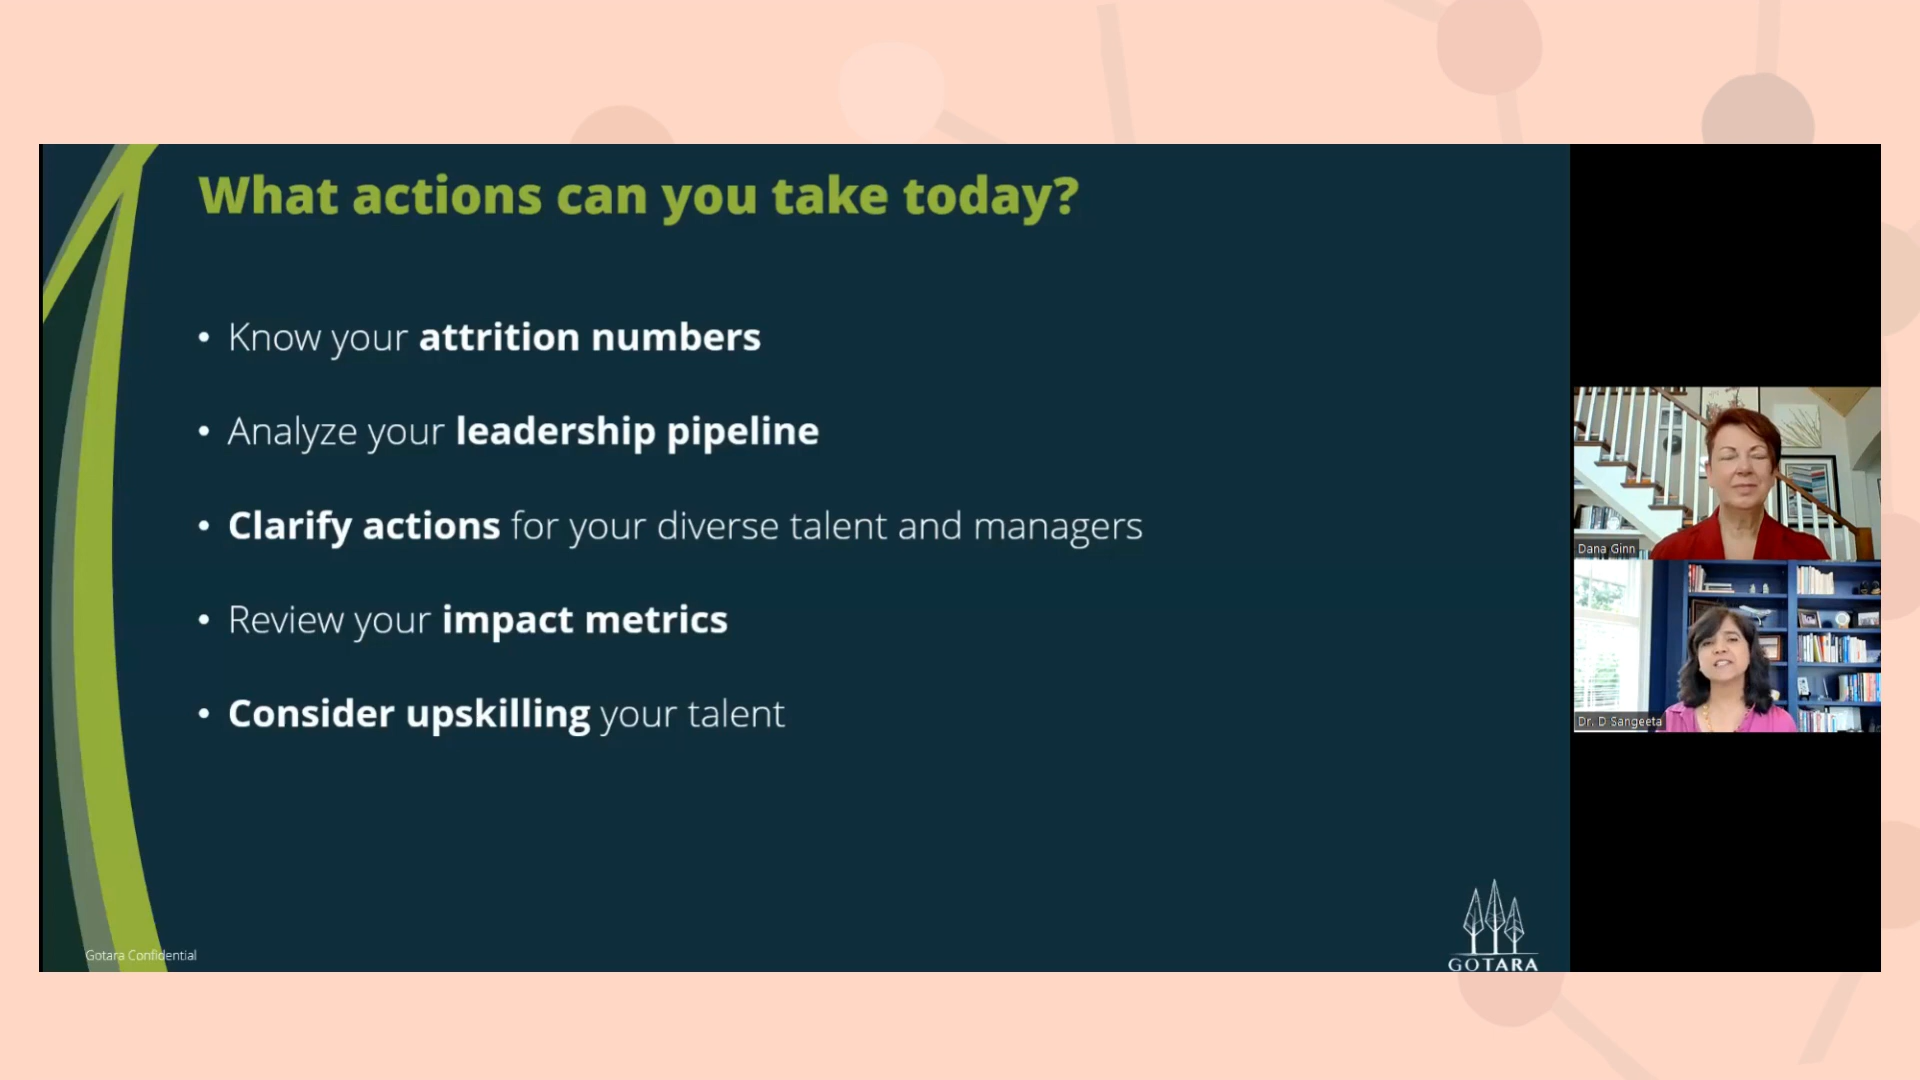 What actions can you take today?
• Know your attrition numbers
• Analyze your leadership pipeline
• Clarify actions for your diverse talent and managers
• Review your impact metrics
• Consider upskilling your talent
Dana Ginn
Dr. D Sangeeta
Gotara Confidential
GOTARA